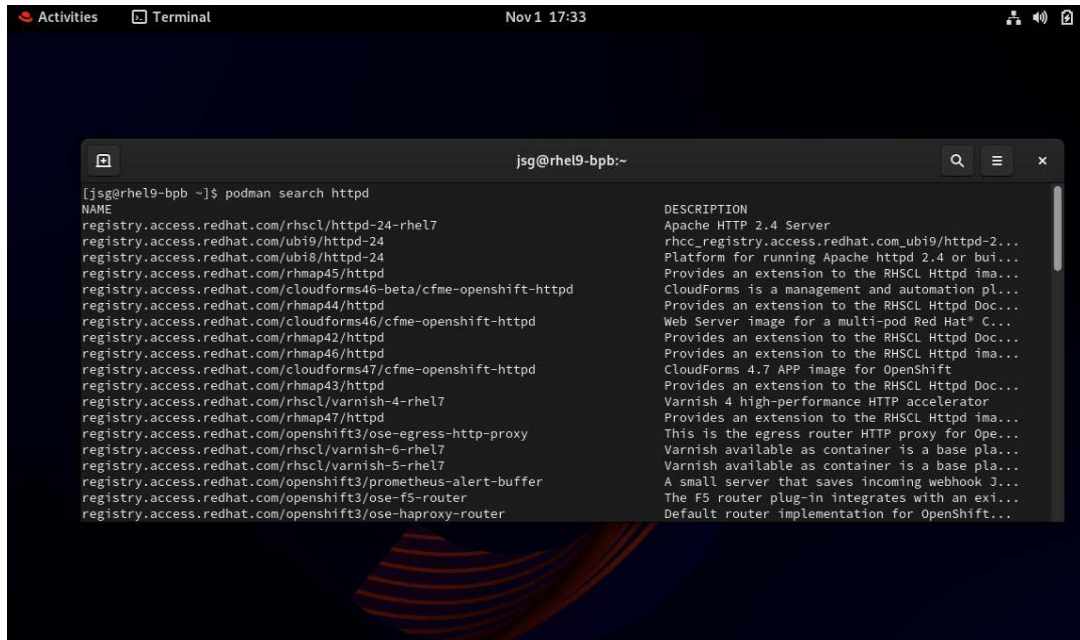 Activities Terminal Nov 1 17:33
jsg@rhel9-bpb:~
[jsg@rhel9-bpb ~]$ podman search httpd
NAME DESCRIPTION
registry.access.redhat.com/rhscl/httpd-24-rhel7 Apache HTTP 2.4 Server
registry.access.redhat.com/ubi9/httpd-24 rhcc_registry.access.redhat.com_ubi9/httpd-2...
registry.access.redhat.com/ubi8/httpd-24 Platform for running Apache httpd 2.4 or bui...
registry.access.redhat.com/rhmap45/httpd Provides an extension to the RHSCL Httpd ima...
registry.access.redhat.com/cloudforms46-beta/cfme-openshift-httpd CloudForms is a management and automation pl...
registry.access.redhat.com/rhmap44/httpd Provides an extension to the RHSCL Httpd Doc...
registry.access.redhat.com/cloudforms46/cfme-openshift-httpd Web Server image for a multi-pod Red Hat® C...
registry.access.redhat.com/rhmap42/httpd Provides an extension to the RHSCL Httpd Doc...
registry.access.redhat.com/rhmap46/httpd Provides an extension to the RHSCL Httpd ima...
registry.access.redhat.com/cloudforms47/cfme-openshift-httpd CloudForms 4.7 APP image for OpenShift
registry.access.redhat.com/rhmap43/httpd Provides an extension to the RHSCL Httpd Doc...
registry.access.redhat.com/rhscl/varnish-4-rhel7 Varnish 4 high-performance HTTP accelerator
registry.access.redhat.com/rhmap47/httpd Provides an extension to the RHSCL Httpd ima...
registry.access.redhat.com/openshift3/ose-egress-http-proxy This is the egress router HTTP proxy for Ope...
registry.access.redhat.com/rhscl/varnish-6-rhel7 Varnish available as container is a base pla...
registry.access.redhat.com/rhscl/varnish-5-rhel7 Varnish available as container is a base pla...
registry.access.redhat.com/openshift3/prometheus-alert-buffer A small server that saves incoming webhook J...
registry.access.redhat.com/openshift3/ose-f5-router The F5 router plug-in integrates with an exi...
registry.access.redhat.com/openshift3/ose-haproxy-router Default router implementation for OpenShift...